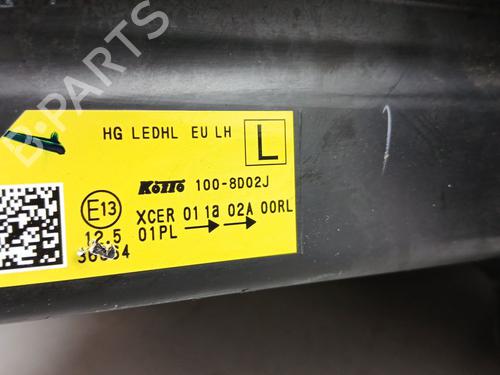 B-PARTS
HG LEDHL EU LH L
KOITO 100-8D02J
E13 XCER 01 1a 02A 00RL
12.5 01PL